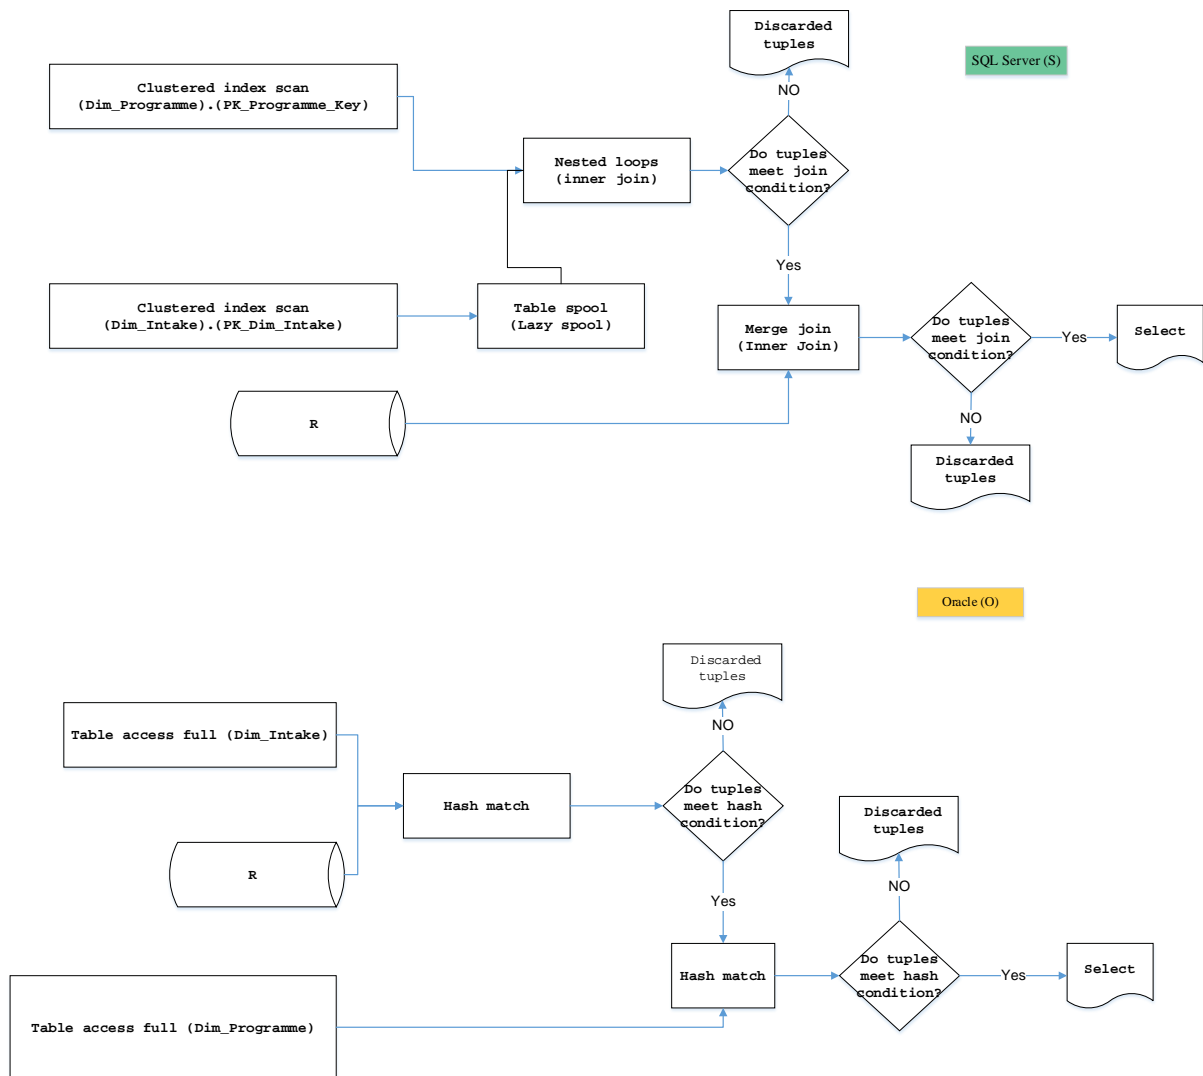 Discarded
tuples
SQL Server (S)
Clustered index scan
(Dim_Programme).(PK_Programme_Key)
NO
Nested loops
(inner join)
Do tuples
meet join
condition?
Yes
Clustered index scan
(Dim_Intake).(PK_Dim_Intake)
Table spool
(Lazy spool)
Merge join
(Inner Join)
Do tuples
meet join
condition?
Yes
Select
R
NO
Discarded
tuples
Oracle (O)
Discarded
tuples
Table access full (Dim_Intake)
NO
Hash match
Do tuples
meet hash
condition?
Discarded
tuples
R
NO
Yes
Hash match
Do tuples
meet hash
condition?
Yes
Select
Table access full (Dim_Programme)